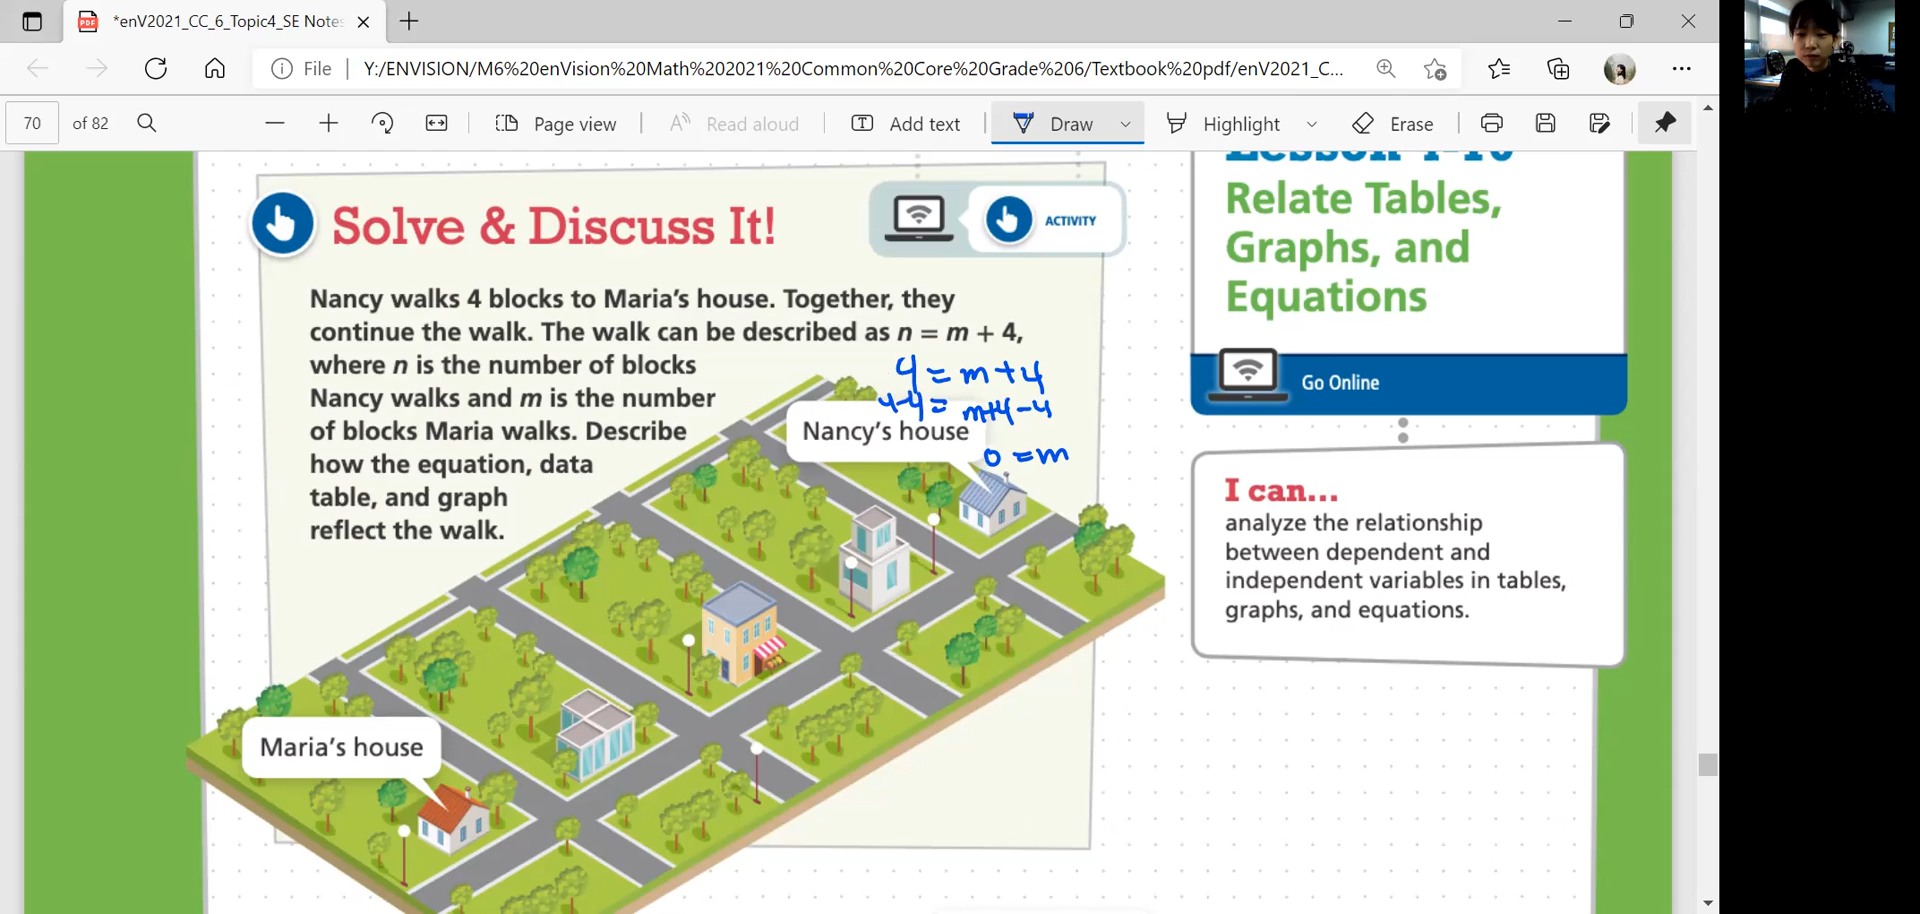 *enV2021_CC_6_Topic4_SE Notes
PDF
File
Y:/ENVISION/M6%20enVision%20Math%202021%20Common%20Core%20Grade%206/Textbook%20pdf/enV2021_C...
70
of 82
Page view
Read aloud
Add text
Draw
Highlight
Erase
Solve & Discuss It!
ACTIVITY
Nancy walks 4 blocks to Maria's house. Together, they
continue the walk. The walk can be described as n = m + 4,
where n is the number of blocks
Nancy walks and m is the number
of blocks Maria walks. Describe
how the equation, data
table, and graph
reflect the walk.
4 = m + 4
4-4 = m+4-4
0 = m
Nancy's house
Maria's house
Lesson 4-10
Relate Tables,
Graphs, and
Equations
Go Online
I can...
analyze the relationship
between dependent and
independent variables in tables,
graphs, and equations.